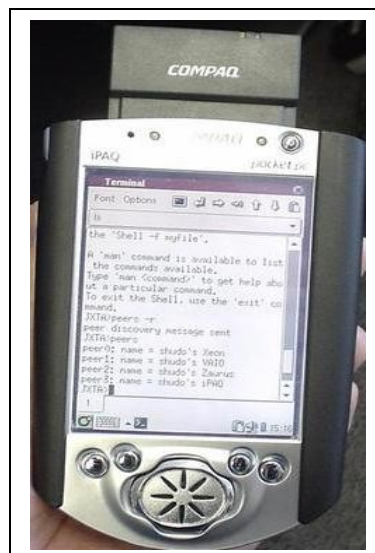 COMPAQ
iPAQ
pocket pc
Terminal
Font Options
ls
the 'Shell -f myfile'.
A 'man' command is available to list
the commands available.
Type 'man <command>' to get help abo
ut a particular command.
To exit the Shell, use the 'exit' co
mmand.
JXTA>peers -r
peer discovery message sent
JXTA>peers
peer0: name = shudo's Xeon
peer1: name = shudo's VAIO
peer2: name = shudo's Zaurus
peer3: name = shudo's iPAQ
JXTA>
1
15:16